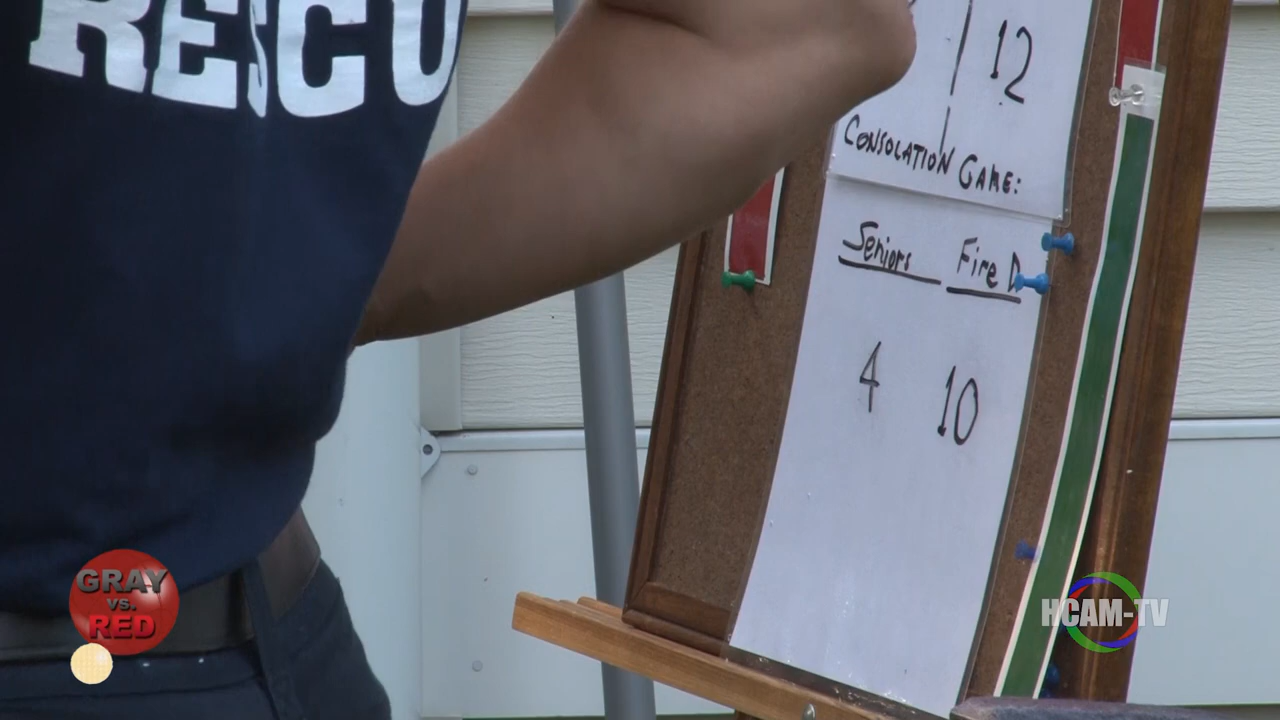 RESCU
12
CONSOLATION GAME:
Seniors Fire D
4 10
GRAY
vs.
RED
HCAM-TV